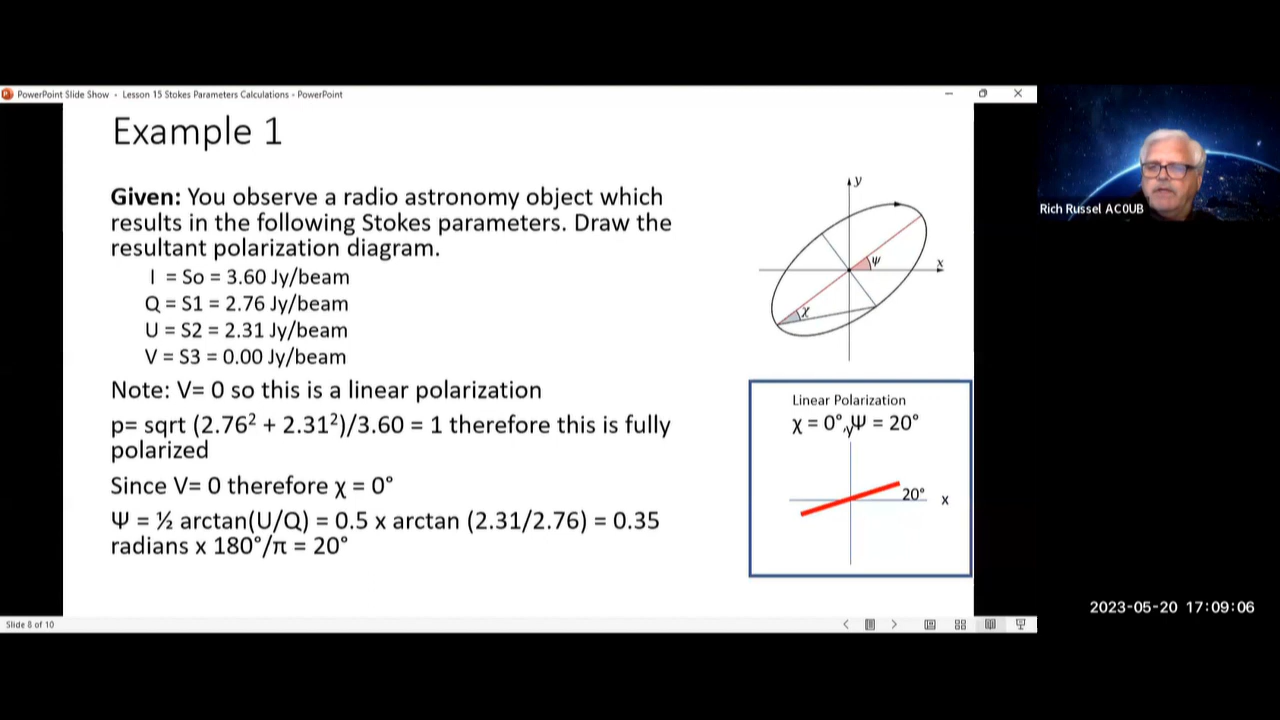 PowerPoint Slide Show - Lesson 15 Stokes Parameters Calculations - PowerPoint
Example 1
Given: You observe a radio astronomy object which
results in the following Stokes parameters. Draw the
resultant polarization diagram.
I = So = 3.60 Jy/beam
Q = S1 = 2.76 Jy/beam
U = S2 = 2.31 Jy/beam
V = S3 = 0.00 Jy/beam
Note: V= 0 so this is a linear polarization
p= sqrt (2.76² + 2.31²)/3.60 = 1 therefore this is fully
polarized
Since V= 0 therefore χ = 0°
Ψ = ½ arctan(U/Q) = 0.5 x arctan (2.31/2.76) = 0.35
radians x 180°/π = 20°
y
x
ψ
χ
Linear Polarization
χ = 0°, Ψ = 20°
y
20°
x
Rich Russel AC0UB
2023-05-20 17:09:06
Slide 8 of 10